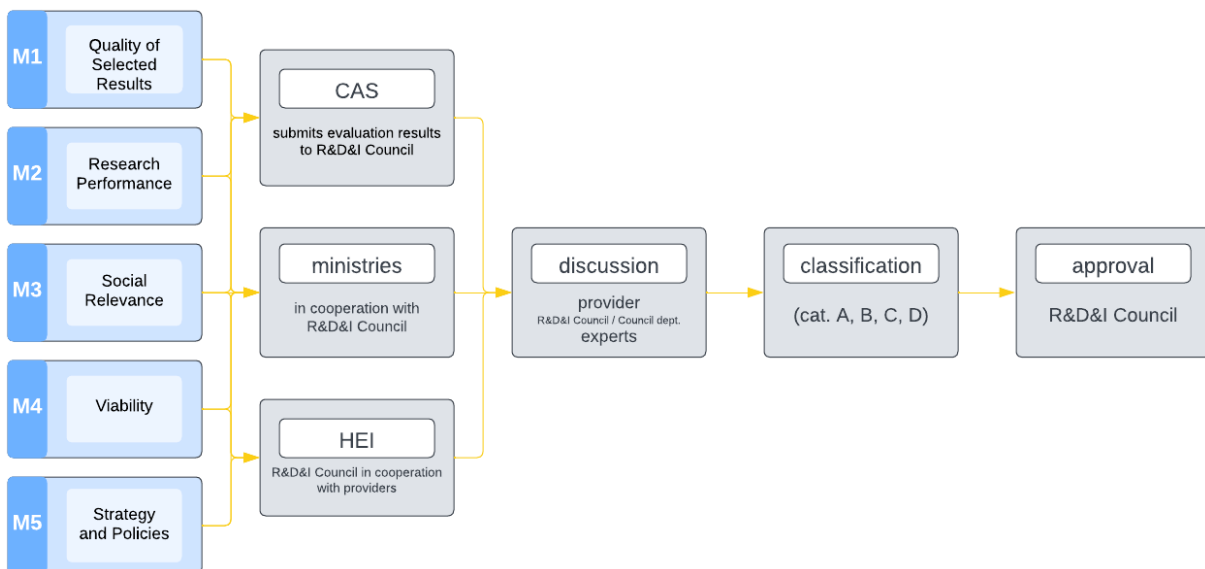 M1
Quality of
Selected
Results
M2
Research
Performance
M3
Social
Relevance
M4
Viability
M5
Strategy
and Policies
CAS
submits evaluation results
to R&D&I Council
ministries
in cooperation with
R&D&I Council
HEI
R&D&I Council in cooperation
with providers
discussion
provider
R&D&I Council / Council dept.
experts
classification
(cat. A, B, C, D)
approval
R&D&I Council